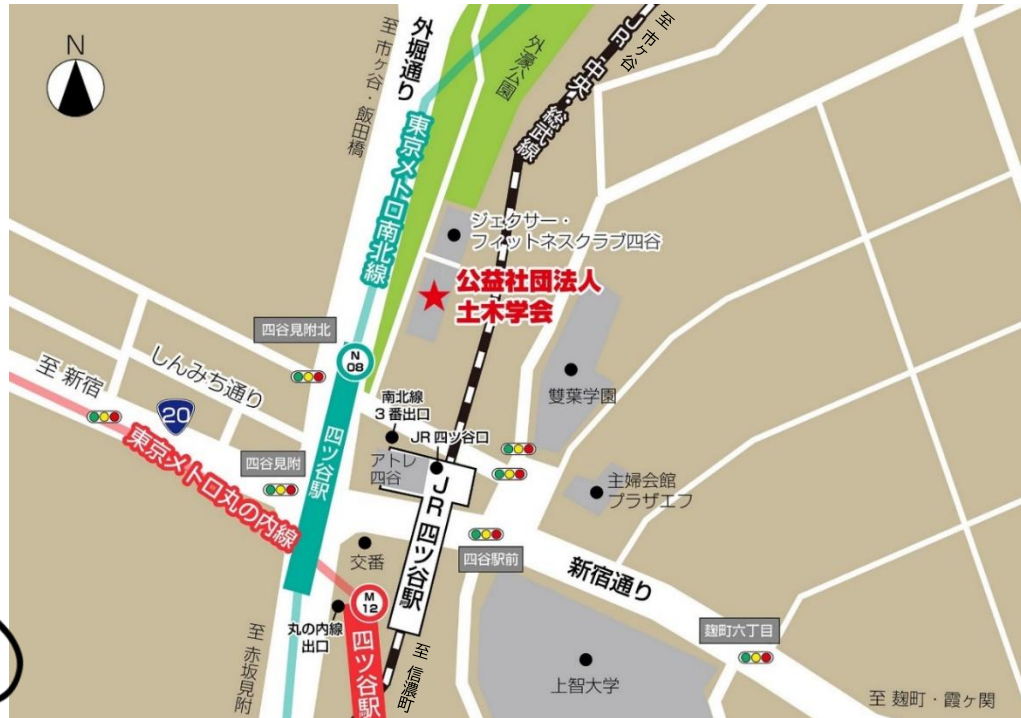 N
至 市ヶ谷・飯田橋
外堀通り
東京メトロ南北線
外濠公園
JR 中央・総武線
至 市ヶ谷
ジェクサー・
フィットネスクラブ四谷
公益社団法人
土木学会
四谷見附北
N
08
しんみち通り
至 新宿
20
東京メトロ丸の内線
四谷見附
四ツ谷駅
南北線
3番出口
JR四ツ谷口
アトレ
四谷
雙葉学園
主婦会館
プラザエフ
JR 四ツ谷駅
交番
四谷駅前
新宿通り
M
12
丸の内線
出口
四ツ谷駅
至 赤坂見附
至 信濃町
上智大学
麹町六丁目
至 麹町・霞ヶ関